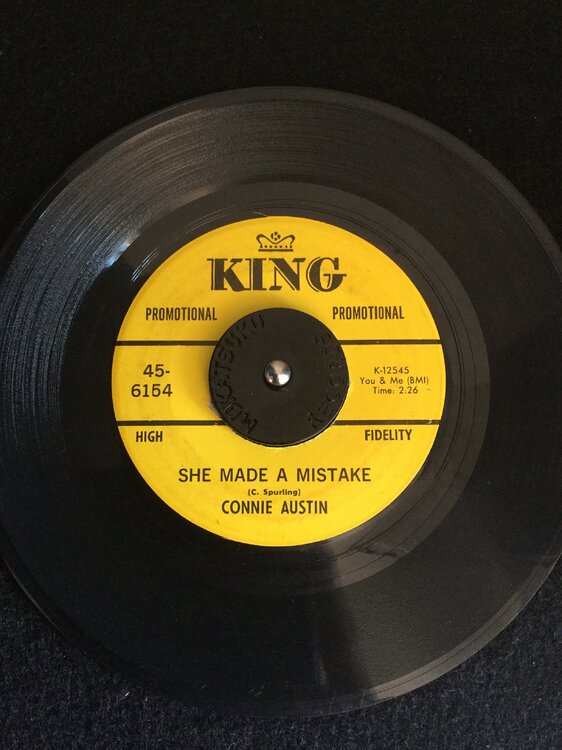 KING
PROMOTIONAL PROMOTIONAL
45-
6154
K-12545
You & Me (BMI)
Time: 2:26
HIGH FIDELITY
SHE MADE A MISTAKE
(C. Spurling)
CONNIE AUSTIN